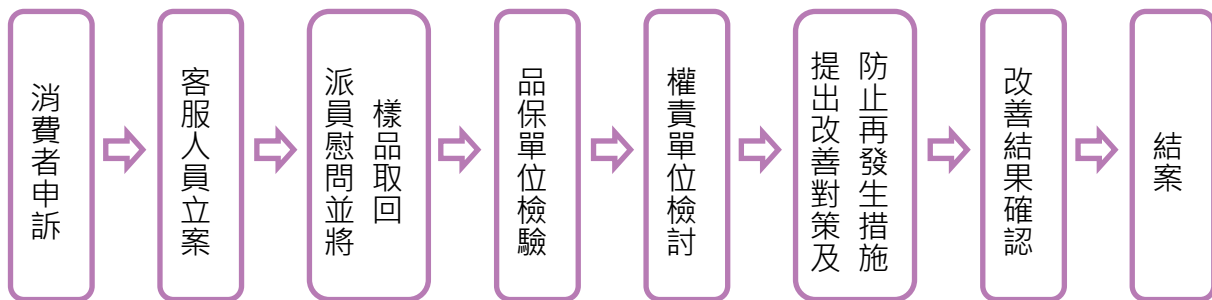 消費者申訴
客服人員立案
派員慰問並將
樣品取回
品保單位檢驗
權責單位檢討
提出改善對策及
防止再發生措施
改善結果確認
結案